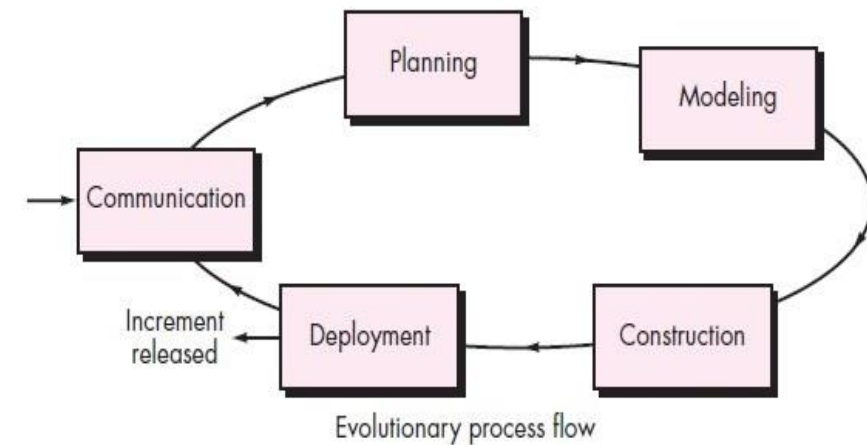 Planning
Modeling
Communication
Increment
released
Deployment
Construction
Evolutionary process flow